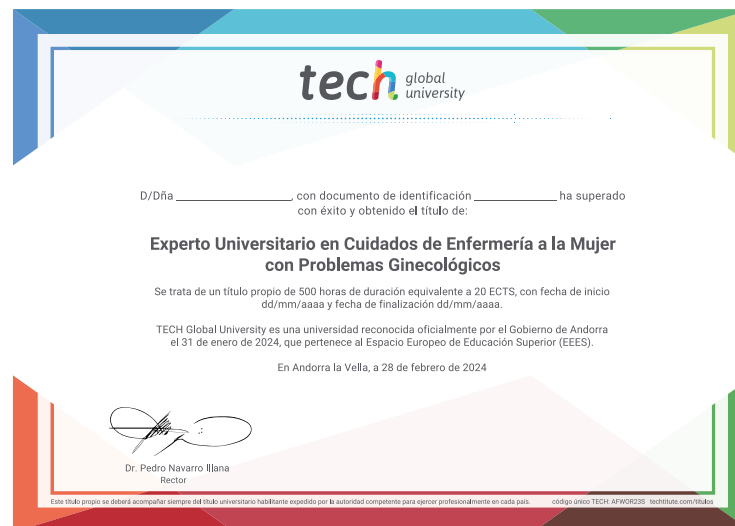 tech global university
D/Dña ____________________, con documento de identificación ______________ ha superado
con éxito y obtenido el título de:
Experto Universitario en Cuidados de Enfermería a la Mujer
con Problemas Ginecológicos
Se trata de un título propio de 500 horas de duración equivalente a 20 ECTS, con fecha de inicio
dd/mm/aaaa y fecha de finalización dd/mm/aaaa.
TECH Global University es una universidad reconocida oficialmente por el Gobierno de Andorra
el 31 de enero de 2024, que pertenece al Espacio Europeo de Educación Superior (EEES).
En Andorra la Vella, a 28 de febrero de 2024
Dr. Pedro Navarro Illana
Rector
Este título propio se deberá acompañar siempre del título universitario habilitante expedido por la autoridad competente para ejercer profesionalmente en cada país. código único TECH: AFWOR23S techtitute.com/titulos